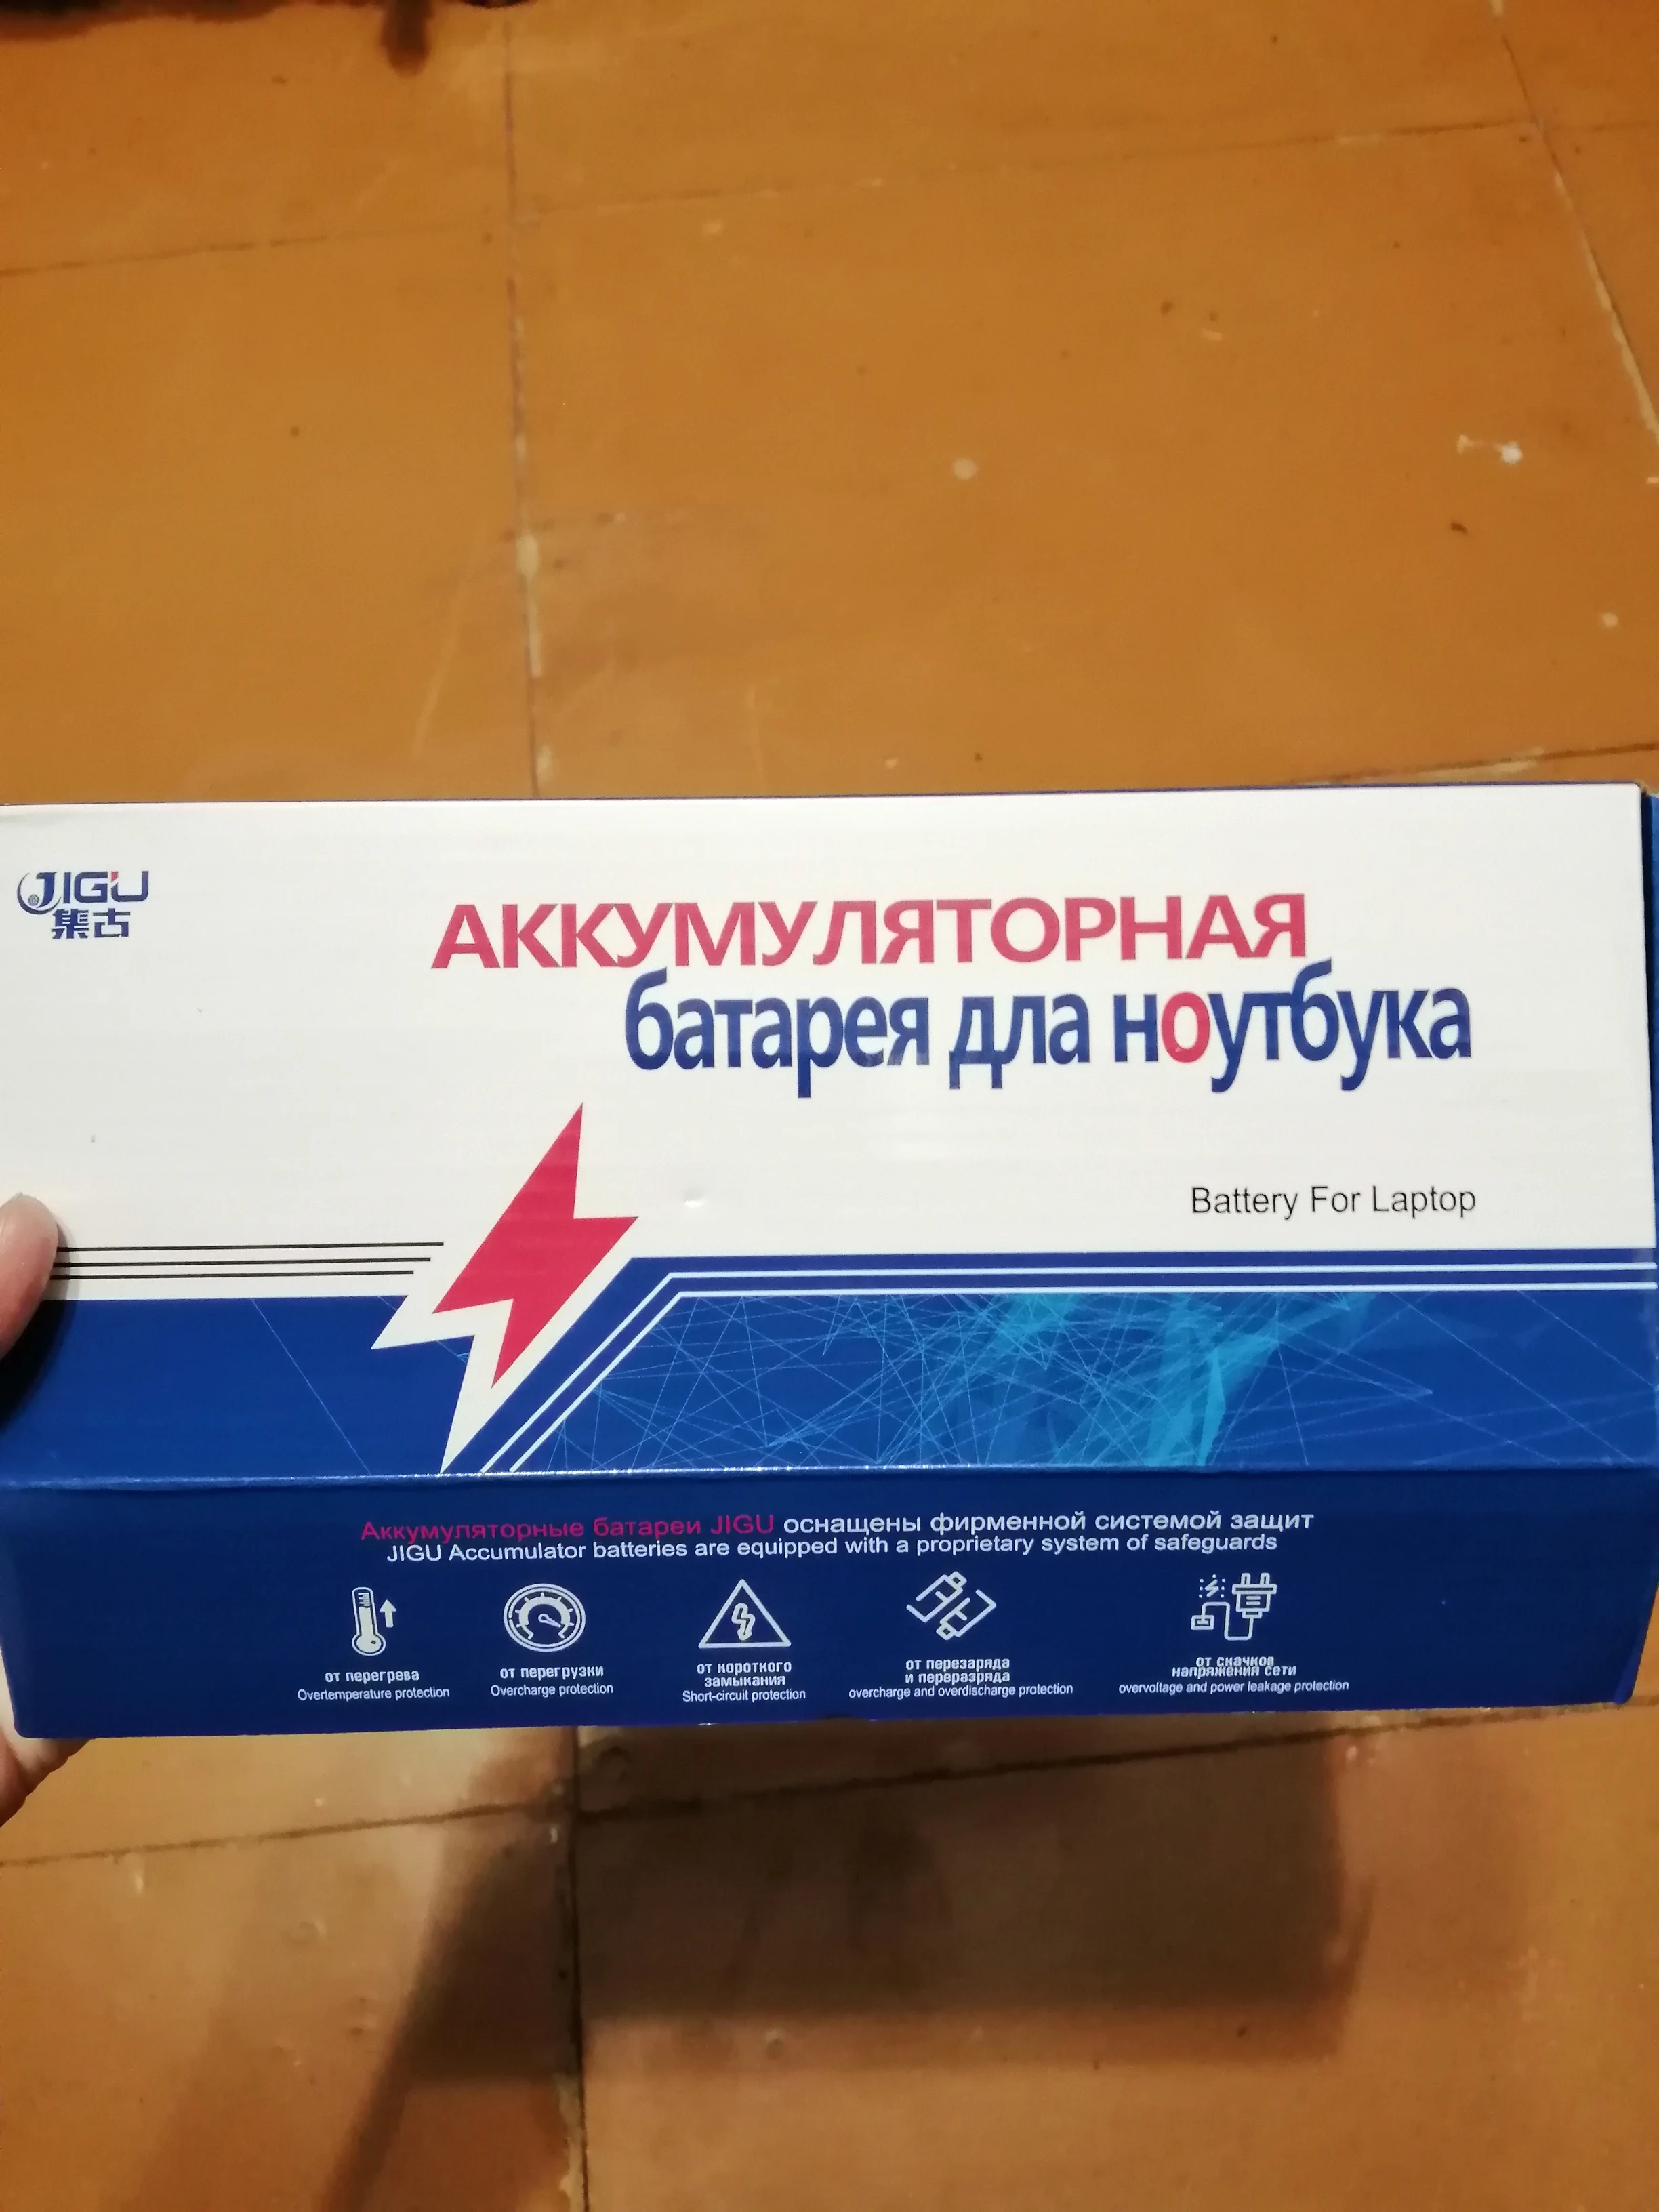 JIGU
集古
АККУМУЛЯТОРНАЯ
батарея дла ноутбука
Battery For Laptop
Аккумуляторные батареи JIGU оснащены фирменной системой защит
JIGU Accumulator batteries are equipped with a proprietary system of safeguards
от перегрева
Overtemperature protection
от перегрузки
Overcharge protection
от короткого
замыкания
Short-circuit protection
от перезаряда
и переразряда
overcharge and overdischarge protection
от скачков
напряжения сети
overvoltage and power leakage protection